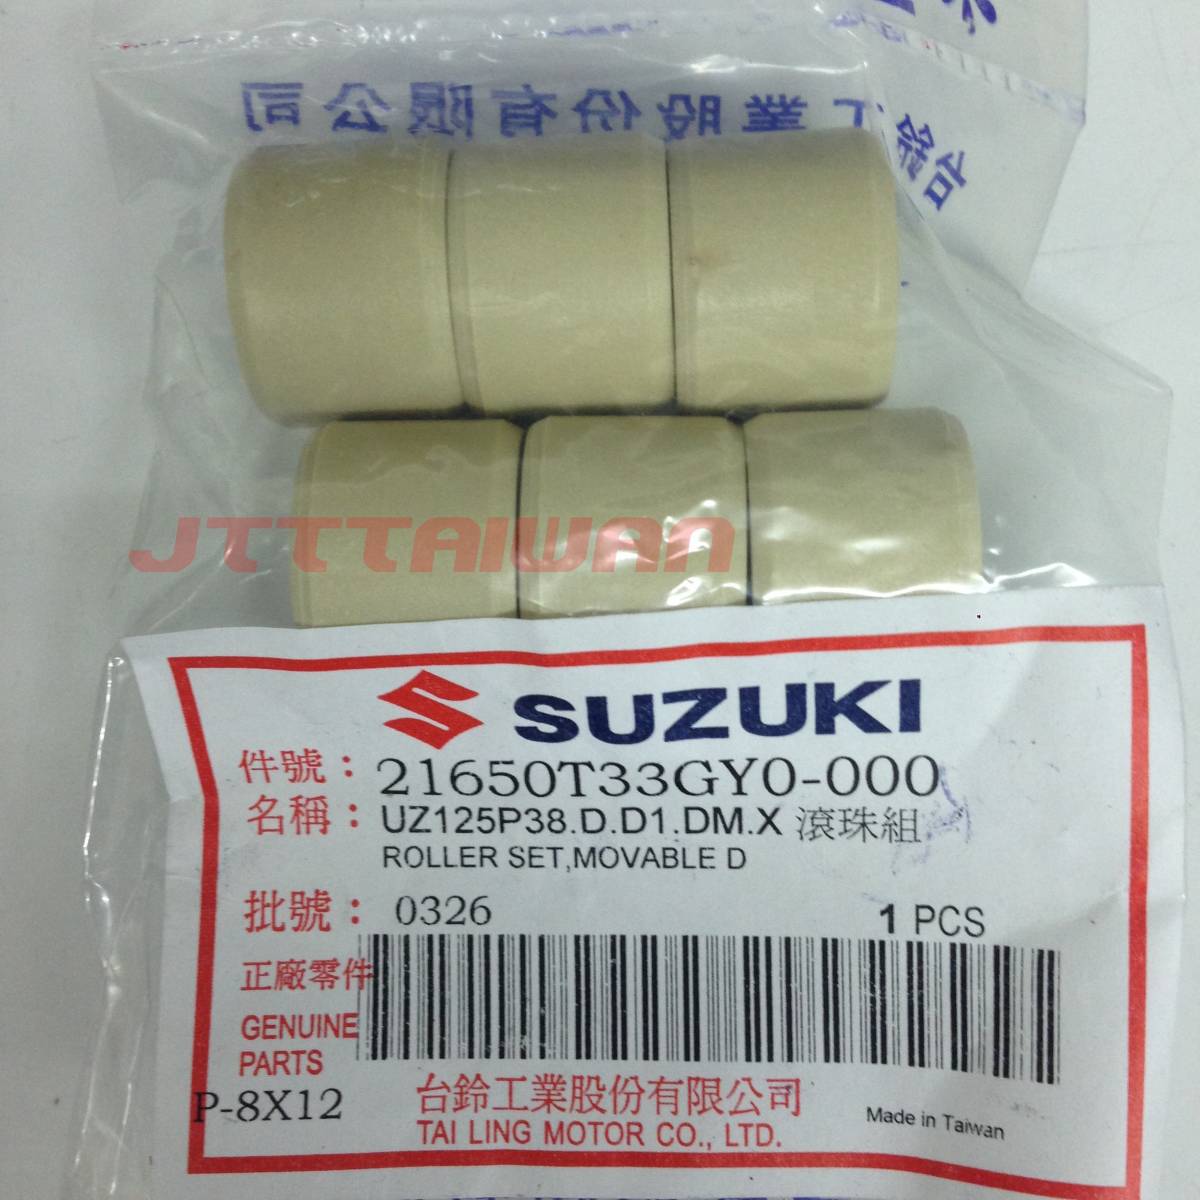 台鈴工業股份有限公司
JTTTAIWAN
SUZUKI
件號：21650T33GY0-000
名稱：UZ125P38.D.D1.DM.X 滾珠組
ROLLER SET,MOVABLE D
批號：0326 1 PCS
正廠零件
GENUINE
PARTS
P-8X12
台鈴工業股份有限公司
TAI LING MOTOR CO., LTD.
Made in Taiwan